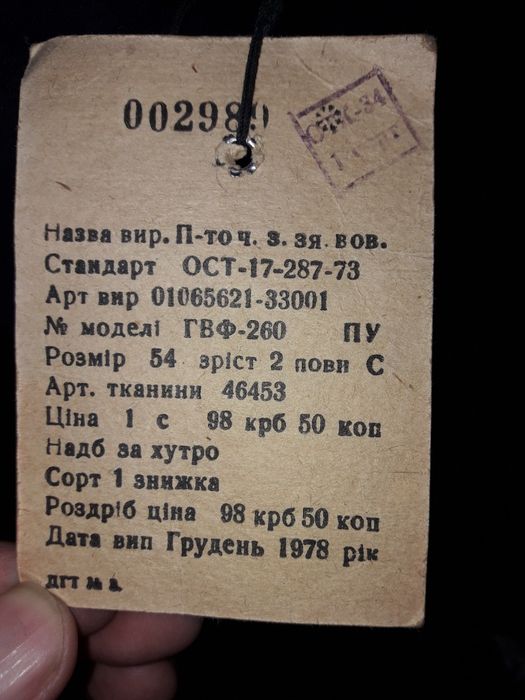 002989
Назва вир. П-то ч. з. зя. вов.
Стандарт ОСТ-17-287-73
Арт вир 01065621-33001
№ моделі ГВФ-260 ПУ
Розмір 54 зріст 2 повн С
Арт. тканини 46453
Ціна 1 с 98 крб 50 коп
Надб за хутро
Сорт 1 знижка
Роздріб ціна 98 крб 50 коп
Дата вип Грудень 1978 рік